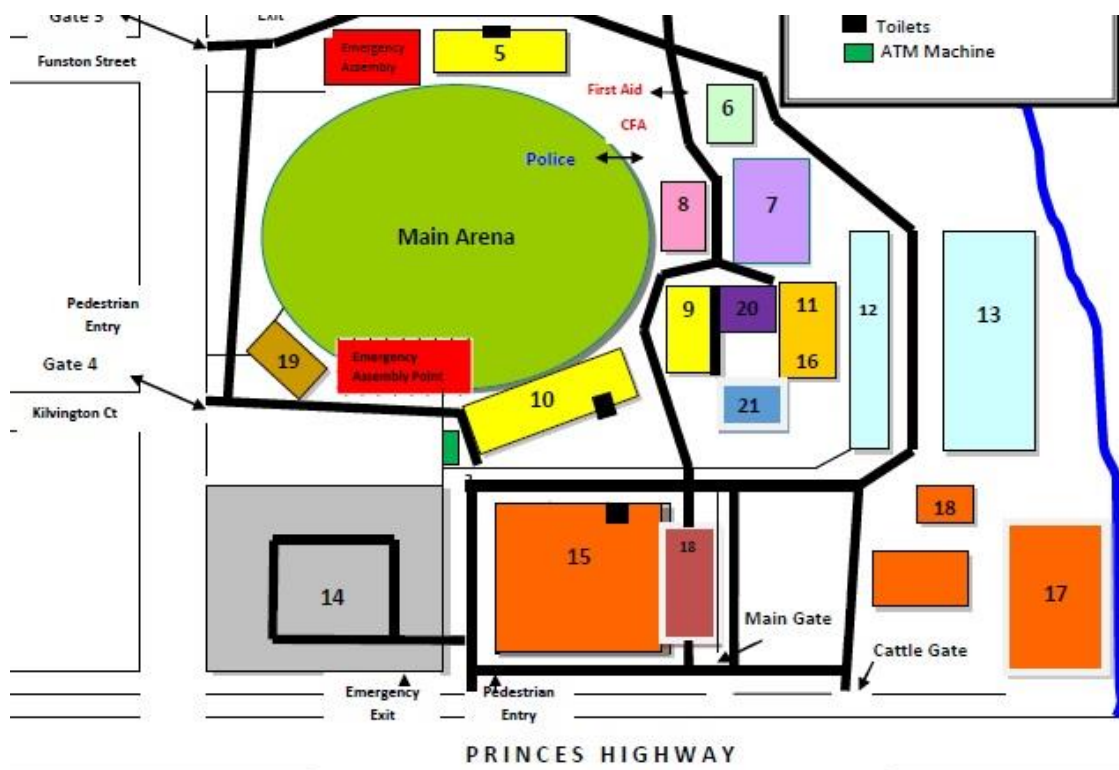 Gate 3
Exit
Toilets
ATM Machine
Funston Street
Emergency
Assembly
5
First Aid
6
CFA
Police
8
7
Main Arena
Pedestrian
Entry
9
20
11
12
13
16
Gate 4
19
Emergency
Assembly Point
10
21
Kilvington Ct
18
15
18
14
17
Main Gate
Cattle Gate
Emergency
Exit
Pedestrian
Entry
PRINCES HIGHWAY